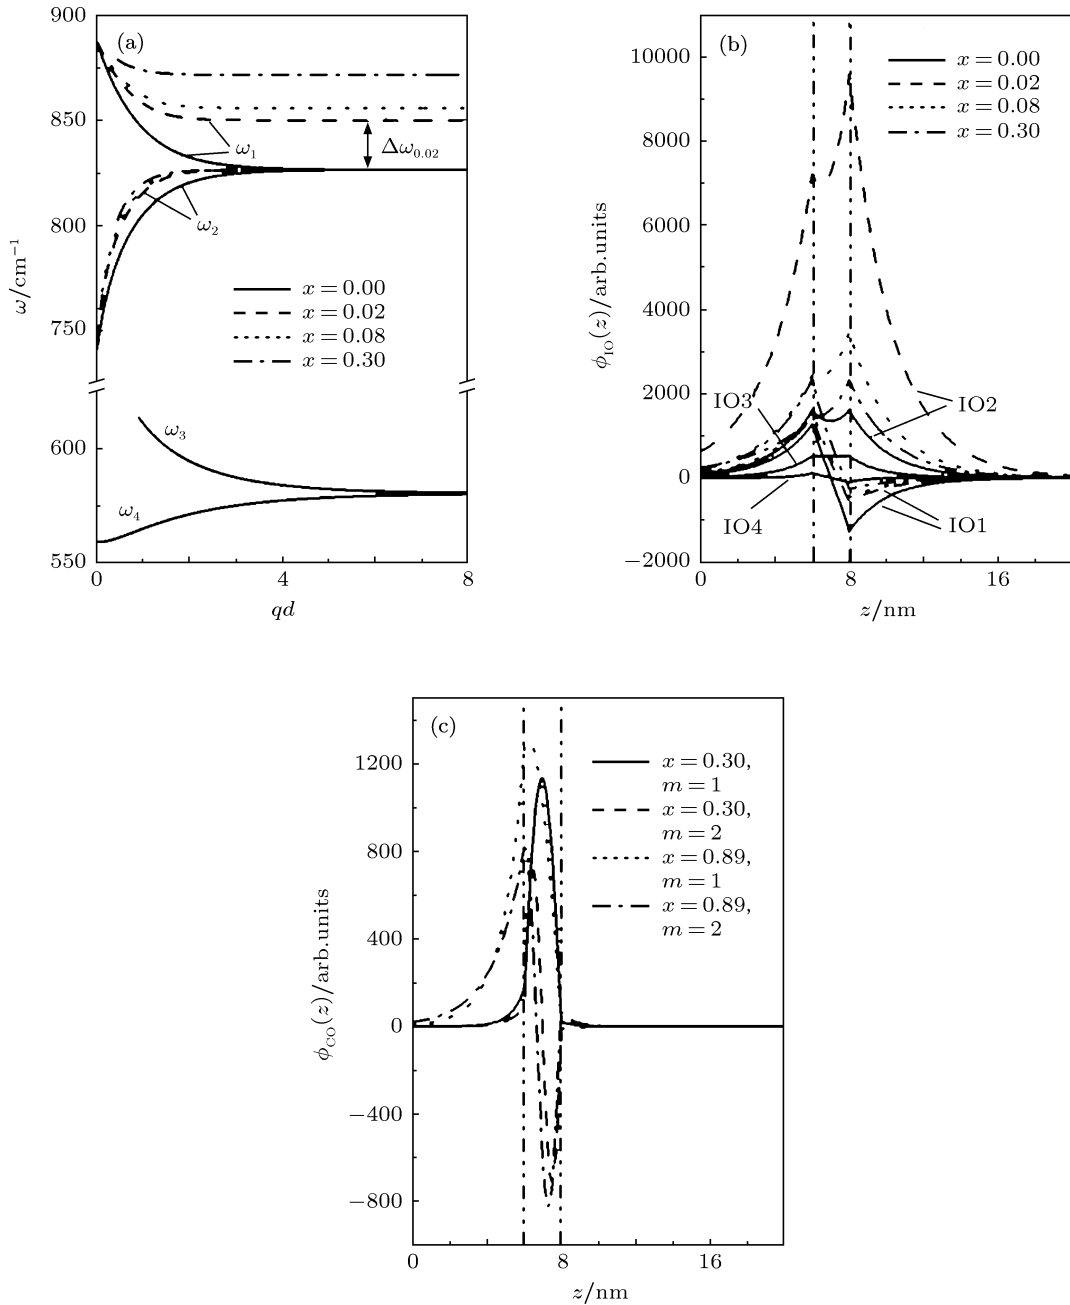 (a)
900
850
800
750
600
550
ω/cm⁻¹
0
2
4
6
8
qd
ω₁
Δω₀.₀₂
ω₂
x = 0.00
x = 0.02
x = 0.08
x = 0.30
ω₃
ω₄
(b)
10000
8000
6000
4000
2000
0
−2000
ϕIO(z)/arb.units
0
8
16
z/nm
x = 0.00
x = 0.02
x = 0.08
x = 0.30
IO3
IO2
IO4
IO1
(c)
1200
800
400
0
−400
−800
ϕCO(z)/arb.units
0
8
16
z/nm
x = 0.30,
m = 1
x = 0.30,
m = 2
x = 0.89,
m = 1
x = 0.89,
m = 2